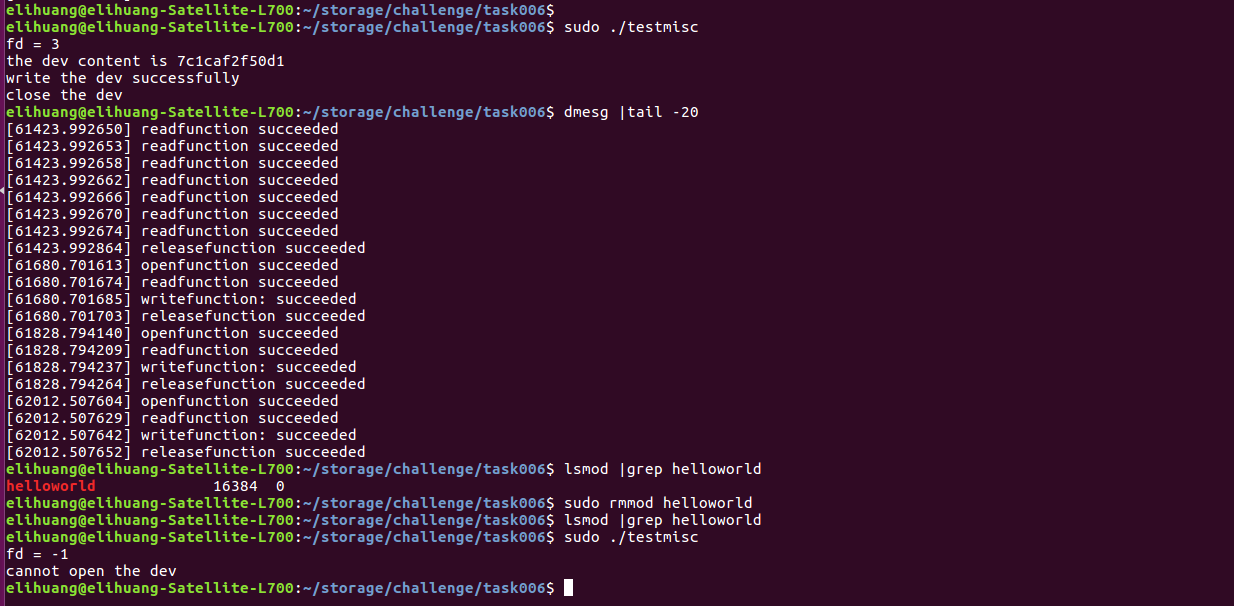 elihuang@elihuang-Satellite-L700:~/storage/challenge/task006$
elihuang@elihuang-Satellite-L700:~/storage/challenge/task006$ sudo ./testmisc
fd = 3
the dev content is 7c1caf2f50d1
write the dev successfully
close the dev
elihuang@elihuang-Satellite-L700:~/storage/challenge/task006$ dmesg |tail -20
[61423.992650] readfunction succeeded
[61423.992653] readfunction succeeded
[61423.992658] readfunction succeeded
[61423.992662] readfunction succeeded
[61423.992666] readfunction succeeded
[61423.992670] readfunction succeeded
[61423.992674] readfunction succeeded
[61423.992864] releasefunction succeeded
[61680.701613] openfunction succeeded
[61680.701674] readfunction succeeded
[61680.701685] writefunction: succeeded
[61680.701703] releasefunction succeeded
[61828.794140] openfunction succeeded
[61828.794209] readfunction succeeded
[61828.794237] writefunction: succeeded
[61828.794264] releasefunction succeeded
[62012.507604] openfunction succeeded
[62012.507629] readfunction succeeded
[62012.507642] writefunction: succeeded
[62012.507652] releasefunction succeeded
elihuang@elihuang-Satellite-L700:~/storage/challenge/task006$ lsmod |grep helloworld
helloworld             16384  0
elihuang@elihuang-Satellite-L700:~/storage/challenge/task006$ sudo rmmod helloworld
elihuang@elihuang-Satellite-L700:~/storage/challenge/task006$ lsmod |grep helloworld
elihuang@elihuang-Satellite-L700:~/storage/challenge/task006$ sudo ./testmisc
fd = -1
cannot open the dev
elihuang@elihuang-Satellite-L700:~/storage/challenge/task006$